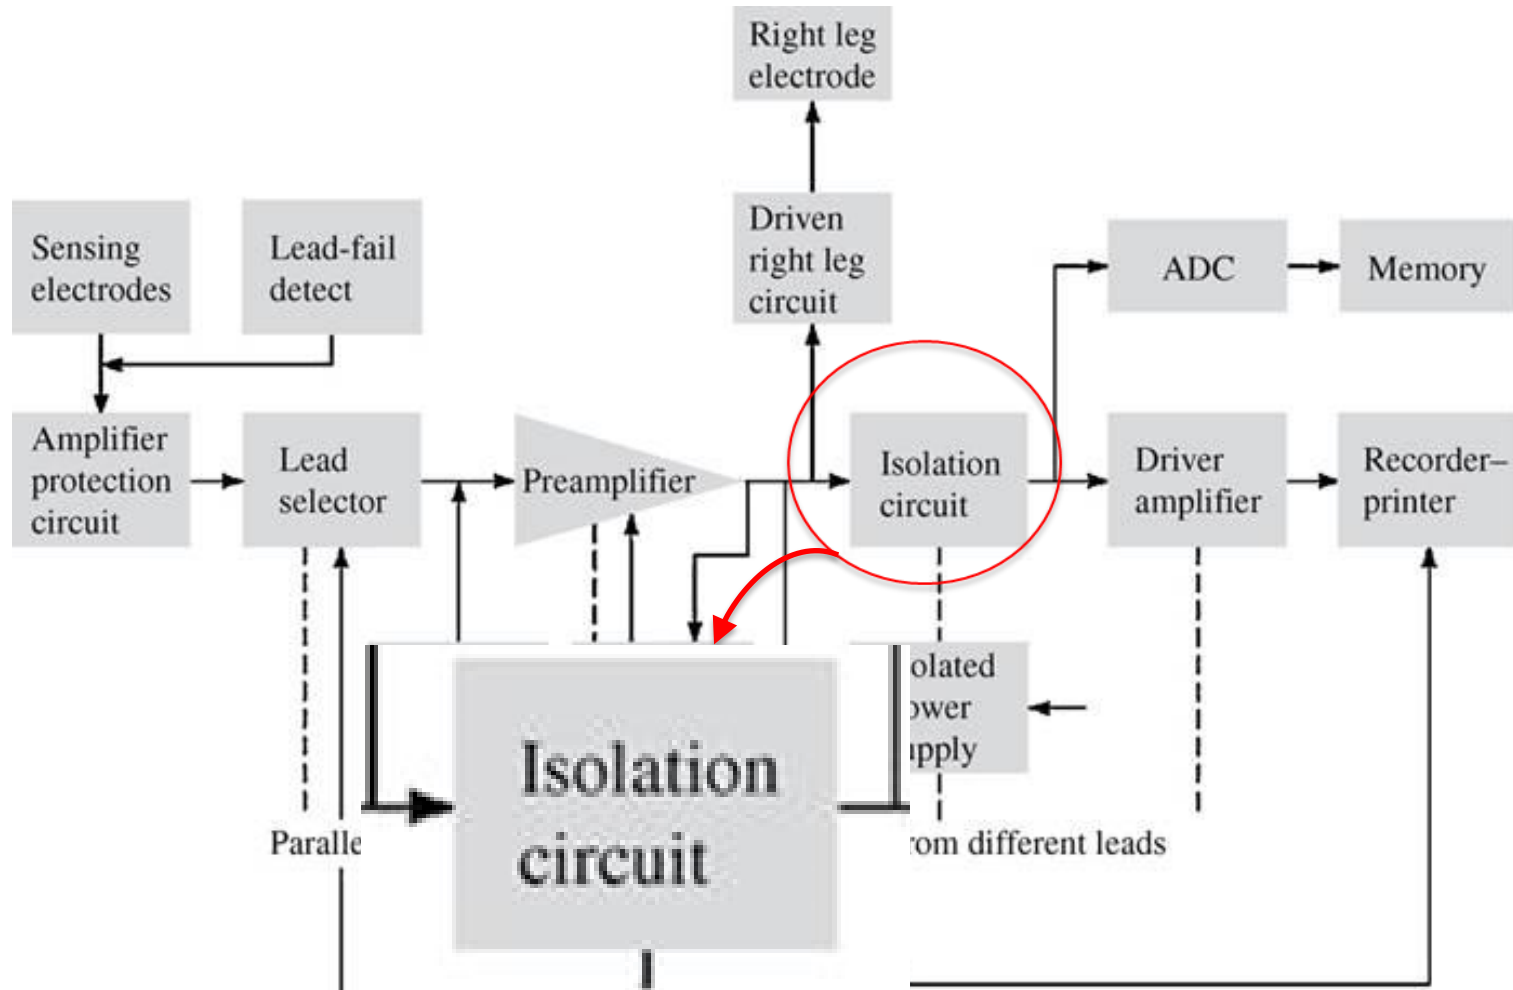 Right leg
electrode
Driven
right leg
circuit
Sensing
electrodes
Lead-fail
detect
ADC
Memory
Amplifier
protection
circuit
Lead
selector
Preamplifier
Isolation
circuit
Driver
amplifier
Recorder–
printer
olated
ower
upply
Isolation
circuit
Paralle
rom different leads